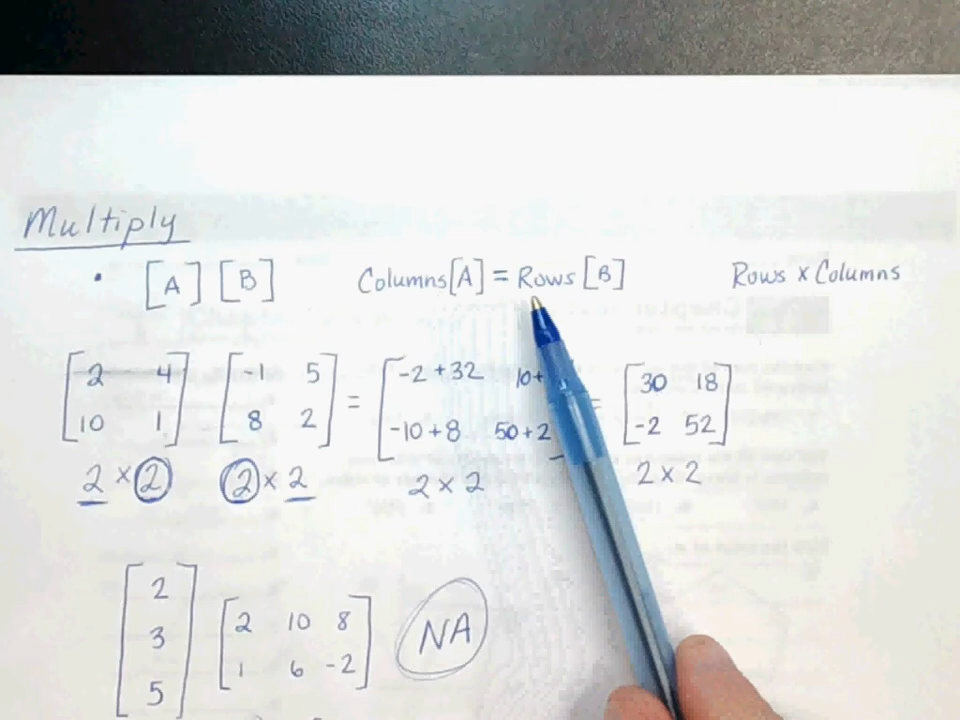 Multiply
• [A] [B] Columns[A] = Rows [B] Rows x Columns
[2 4] [-1 5] [-2 +32 10+ [30 18]
[10 1] [8 2] = [-10+8 50+2 = [-2 52]
2 x 2 2 x 2 2 x 2 2 x 2
[2]
[3] [2 10 8] NA
[5] [1 6 -2]